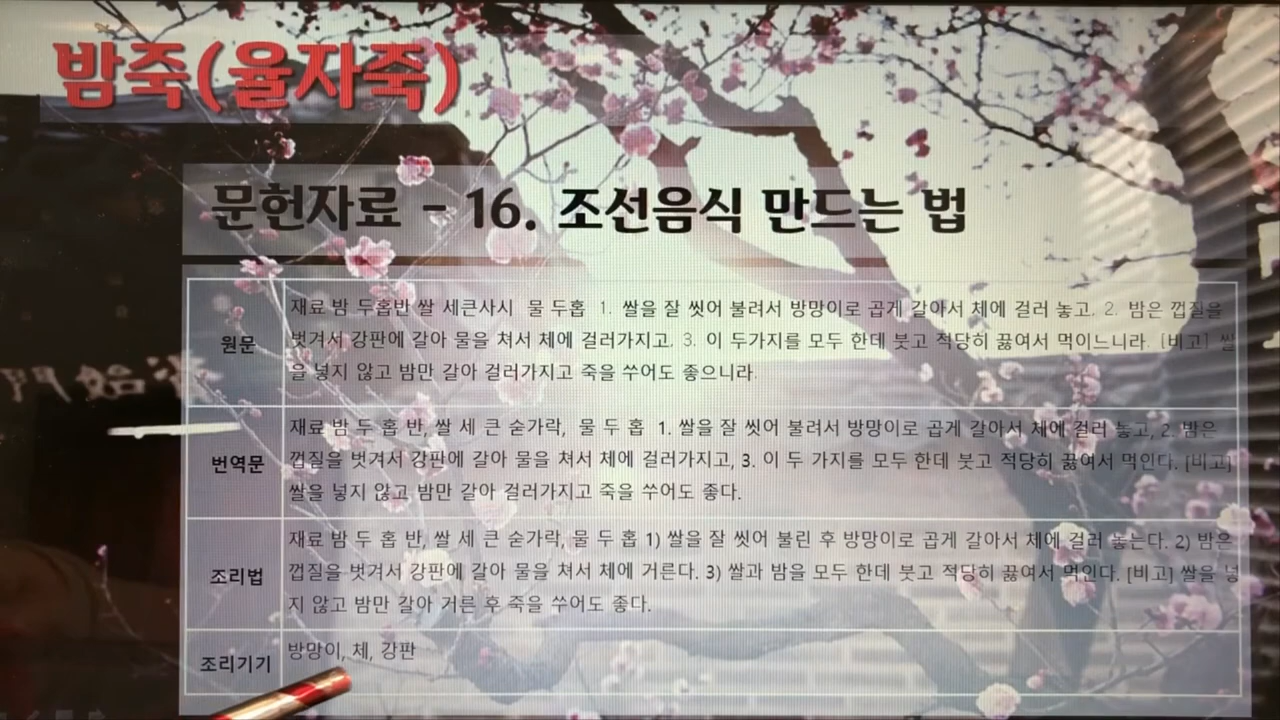 밤죽(율자죽)
문헌자료 - 16. 조선음식 만드는 법
원문
재료 밤 두홉반 쌀 세큰사시 물 두홉 1. 쌀을 잘 씻어 불려서 방망이로 곱게 갈아서 체에 걸러 놓고. 2. 밤은 껍질을
벗겨서 강판에 갈아 물을 쳐서 체에 걸러가지고. 3. 이 두가지를 모두 한데 붓고 적당히 끓여서 먹이느니라. [비고] 쌀
을 넣지 않고 밤만 갈아 걸러가지고 죽을 쑤어도 좋으니라.
번역문
재료 밤 두 홉 반, 쌀 세 큰 숟가락, 물 두 홉 1. 쌀을 잘 씻어 불려서 방망이로 곱게 갈아서 체에 걸러 놓고, 2. 밤은
껍질을 벗겨서 강판에 갈아 물을 쳐서 체에 걸러가지고, 3. 이 두 가지를 모두 한데 붓고 적당히 끓여서 먹인다. [비고]
쌀을 넣지 않고 밤만 갈아 걸러가지고 죽을 쑤어도 좋다.
조리법
재료 밤 두 홉 반, 쌀 세 큰 숟가락, 물 두 홉 1) 쌀을 잘 씻어 불린 후 방망이로 곱게 갈아서 체에 걸러 놓는다. 2) 밤은
껍질을 벗겨서 강판에 갈아 물을 쳐서 체에 거른다. 3) 쌀과 밤을 모두 한데 붓고 적당히 끓여서 먹인다. [비고] 쌀을 넣
지 않고 밤만 갈아 거른 후 죽을 쑤어도 좋다.
조리기기
방망이, 체, 강판